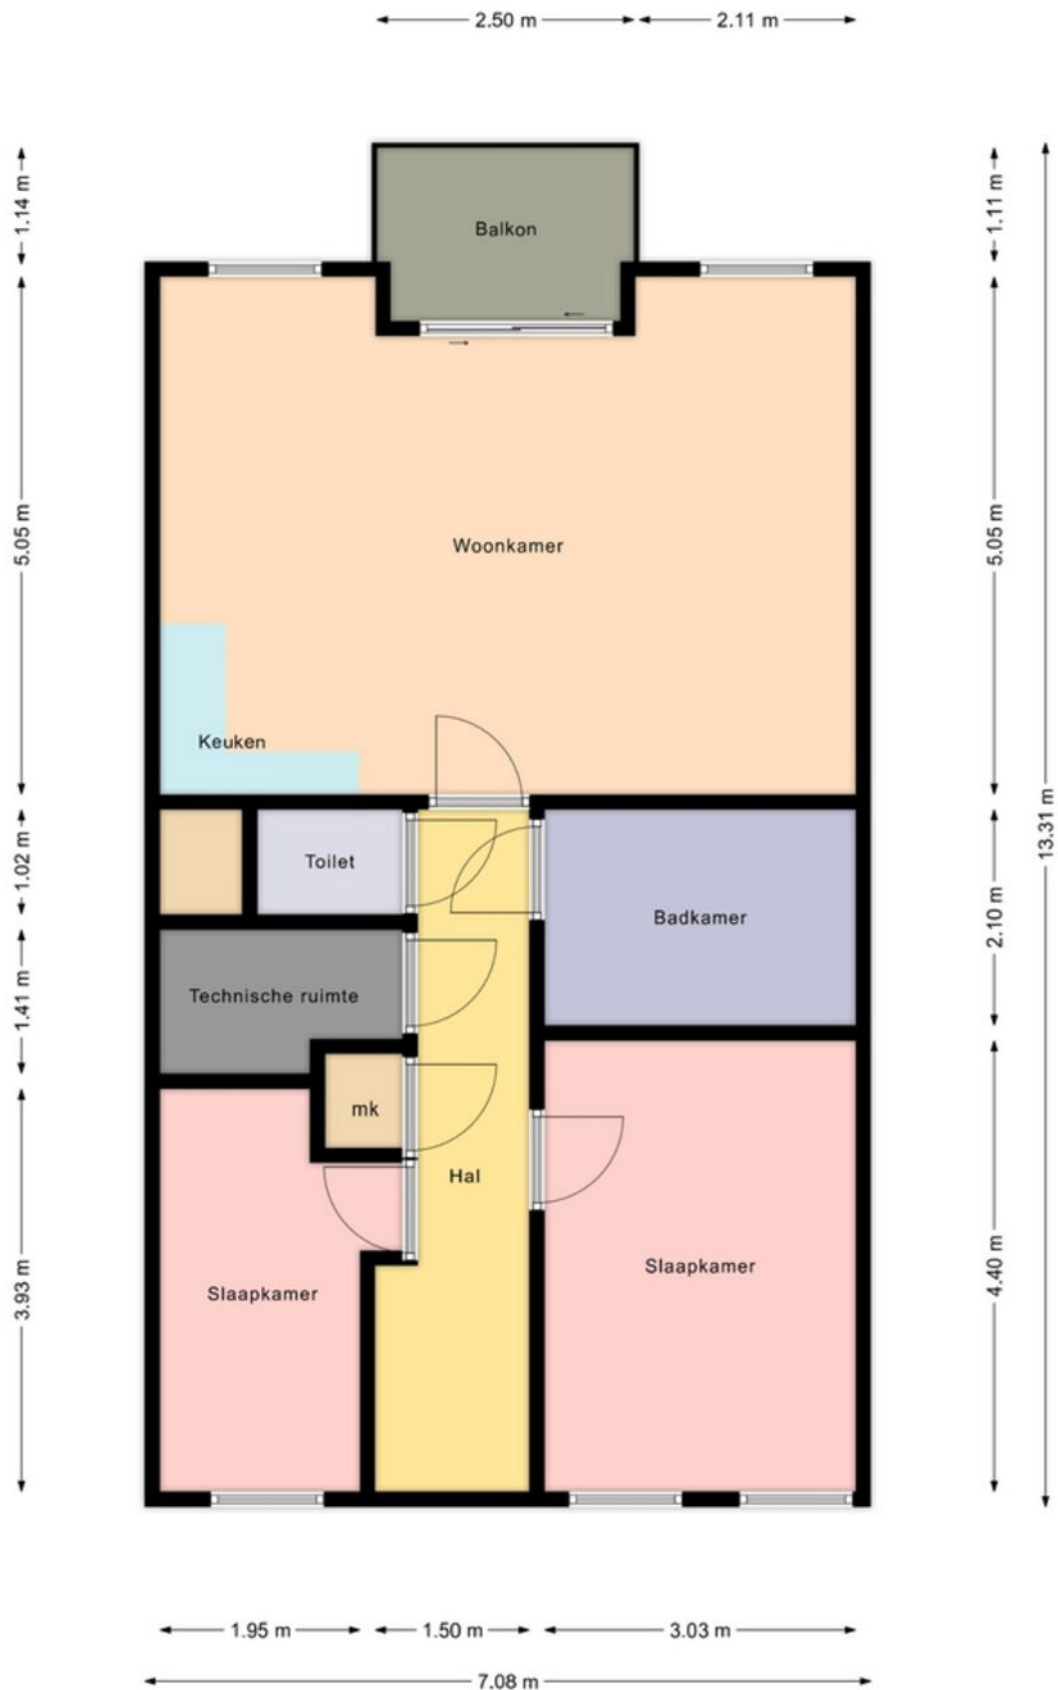 2.50 m
2.11 m
1.14 m
1.11 m
Balkon
5.05 m
Woonkamer
5.05 m
Keuken
13.31 m
1.02 m
Toilet
Badkamer
2.10 m
1.41 m
Technische ruimte
mk
Hal
3.93 m
Slaapkamer
Slaapkamer
4.40 m
1.95 m
1.50 m
3.03 m
7.08 m